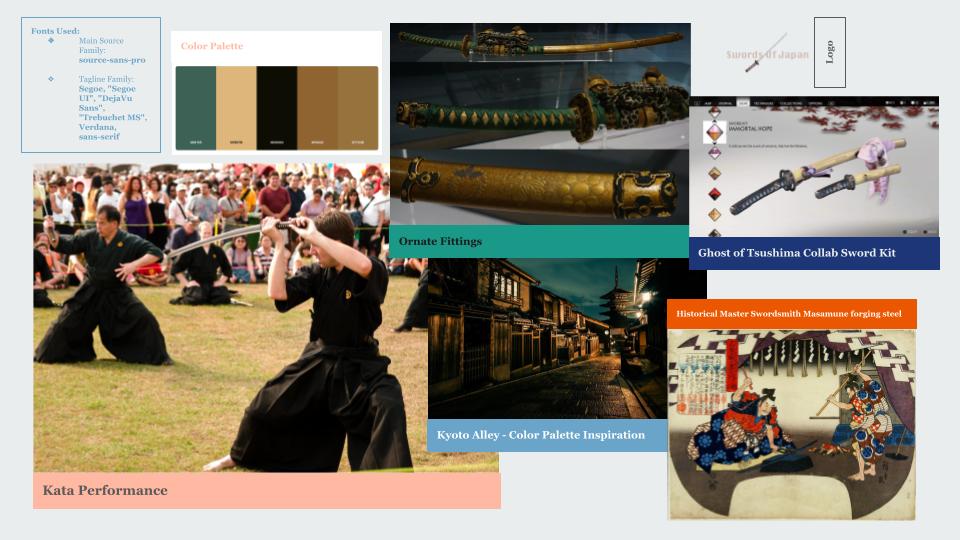 Fonts Used:
❖ Main Source
Family:
source-sans-pro
❖ Tagline Family:
Segoe, "Segoe
UI", "DejaVu
Sans",
"Trebuchet MS",
Verdana,
sans-serif
Color Palette
Swords Of Japan
Logo
IMMORTAL HOPE
Ornate Fittings
Ghost of Tsushima Collab Sword Kit
Historical Master Swordsmith Masamune forging steel
Kyoto Alley - Color Palette Inspiration
Kata Performance